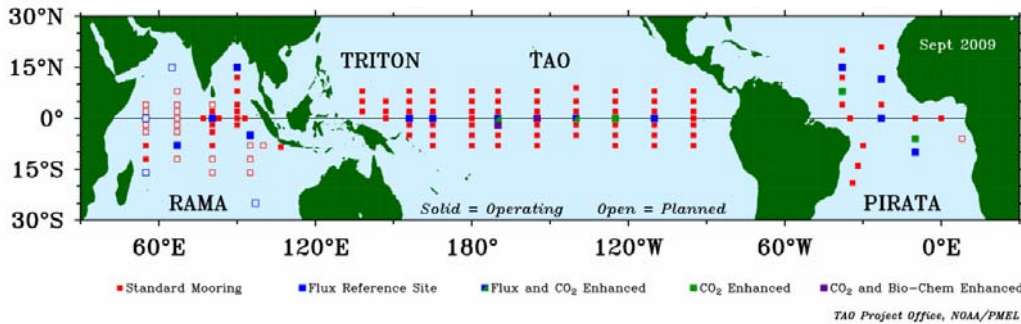 30°N
15°N
0°
15°S
30°S
TRITON TAO
Sept 2009
RAMA
Solid = Operating Open = Planned
PIRATA
60°E 120°E 180° 120°W 60°W 0°E
Standard Mooring Flux Reference Site Flux and CO₂ Enhanced CO₂ Enhanced CO₂ and Bio-Chem Enhanced
TAO Project Office, NOAA/PMEL